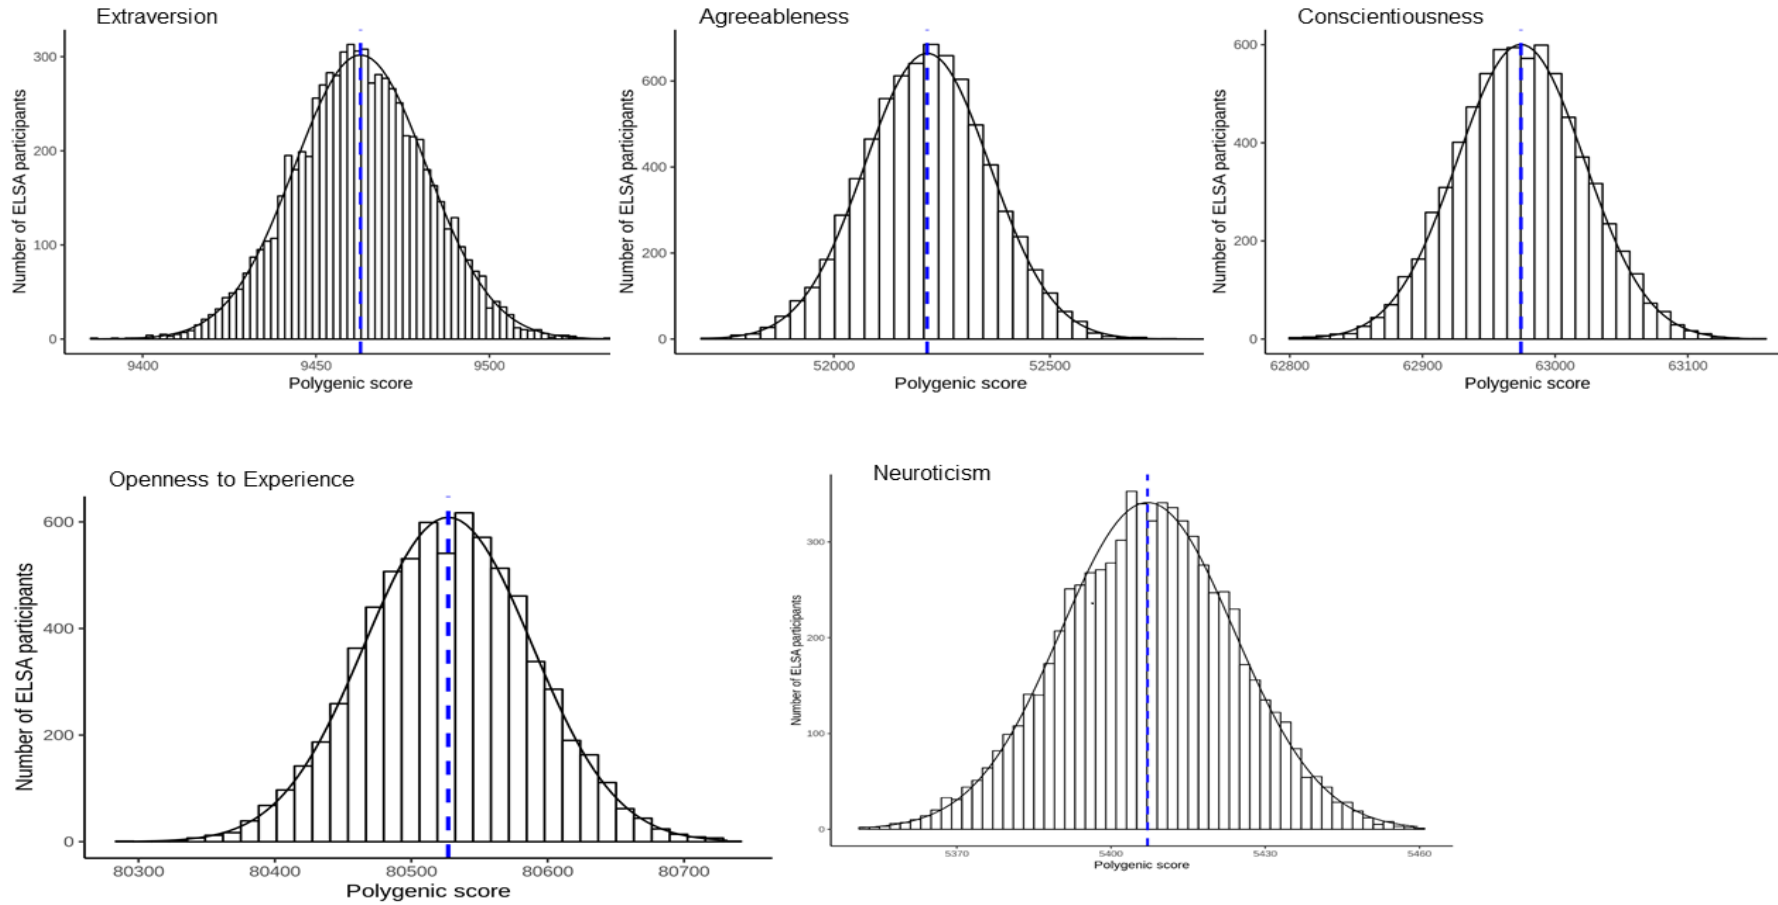 Extraversion
Number of ELSA participants
300
200
100
0
9400
9450
9500
Polygenic score
Agreeableness
Number of ELSA participants
600
400
200
0
52000
52500
Polygenic score
Conscientiousness
Number of ELSA participants
600
400
200
0
62800
62900
63000
63100
Polygenic score
Openness to Experience
Number of ELSA participants
600
400
200
0
80300
80400
80500
80600
80700
Polygenic score
Neuroticism
Number of ELSA participants
300
200
100
0
5370
5400
5430
5460
Polygenic score